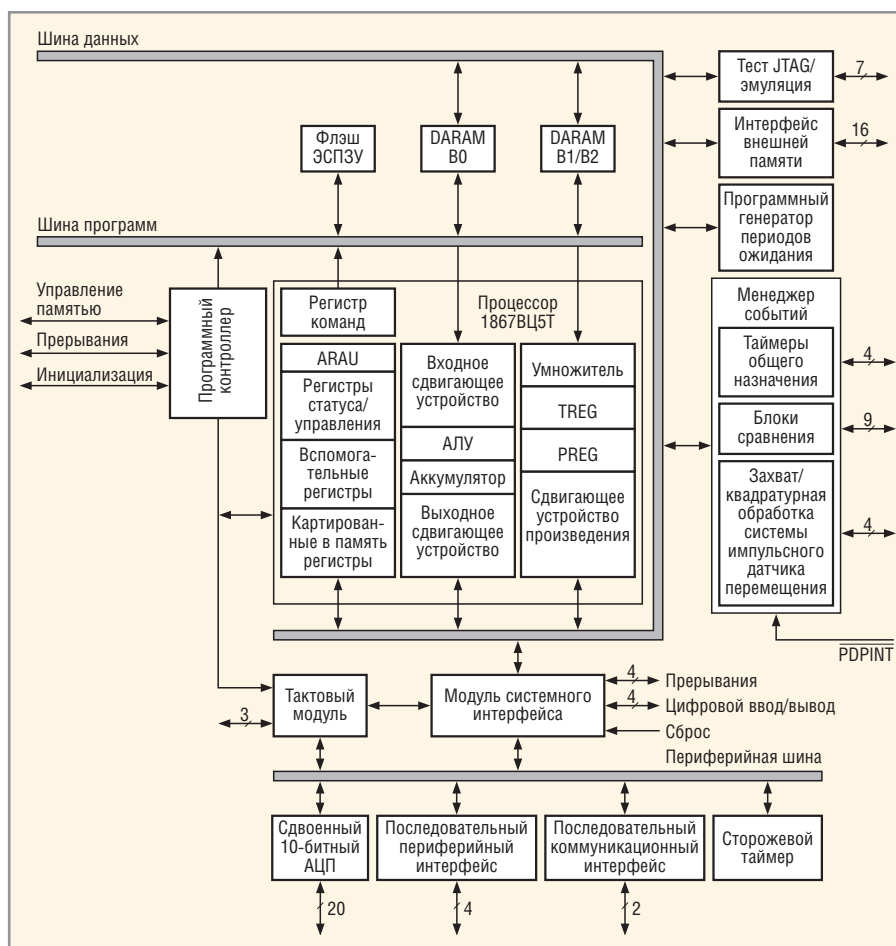 Шина данных
Тест JTAG/
эмуляция
7
Флэш
ЭСПЗУ
DARAM
B0
DARAM
B1/B2
Интерфейс
внешней
памяти
16
Шина программ
Программный
генератор
периодов
ожидания
Управление
памятью
Прерывания
Инициализация
Программный
контроллер
Регистр
команд
Процессор
1867ВЦ5Т
ARAU
Регистры
статуса/
управления
Вспомога-
тельные
регистры
Картирован-
ные в память
регистры
Входное
сдвигающее
устройство
АЛУ
Аккумулятор
Выходное
сдвигающее
устройство
Умножитель
TREG
PREG
Сдвигающее
устройство
произведения
Менеджер
событий
Таймеры
общего
назначения
4
Блоки
сравнения
9
Захват/
квадратурная
обработка
системы
импульсного
датчика
перемещения
4
PDPINT
Тактовый
модуль
3
Модуль системного
интерфейса
4
Прерывания
4
Цифровой ввод/вывод
Сброс
Периферийная шина
Сдвоенный
10-битный
АЦП
20
Последовательный
периферийный
интерфейс
4
Последовательный
коммуникационный
интерфейс
2
Сторожевой
таймер